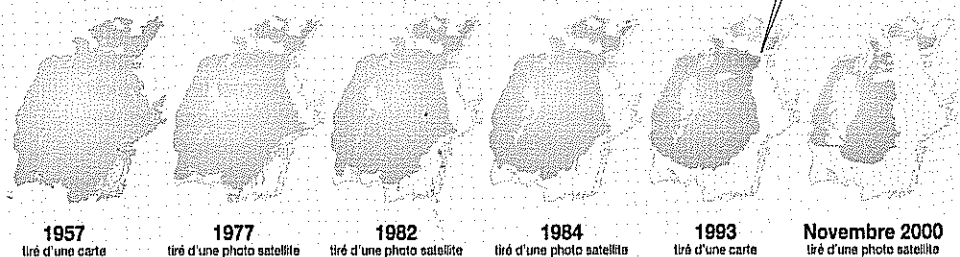 1957
tiré d'une carte
1977
tiré d'une photo satellite
1982
tiré d'une photo satellite
1984
tiré d'une photo satellite
1993
tiré d'une carte
Novembre 2000
tiré d'une photo satellite